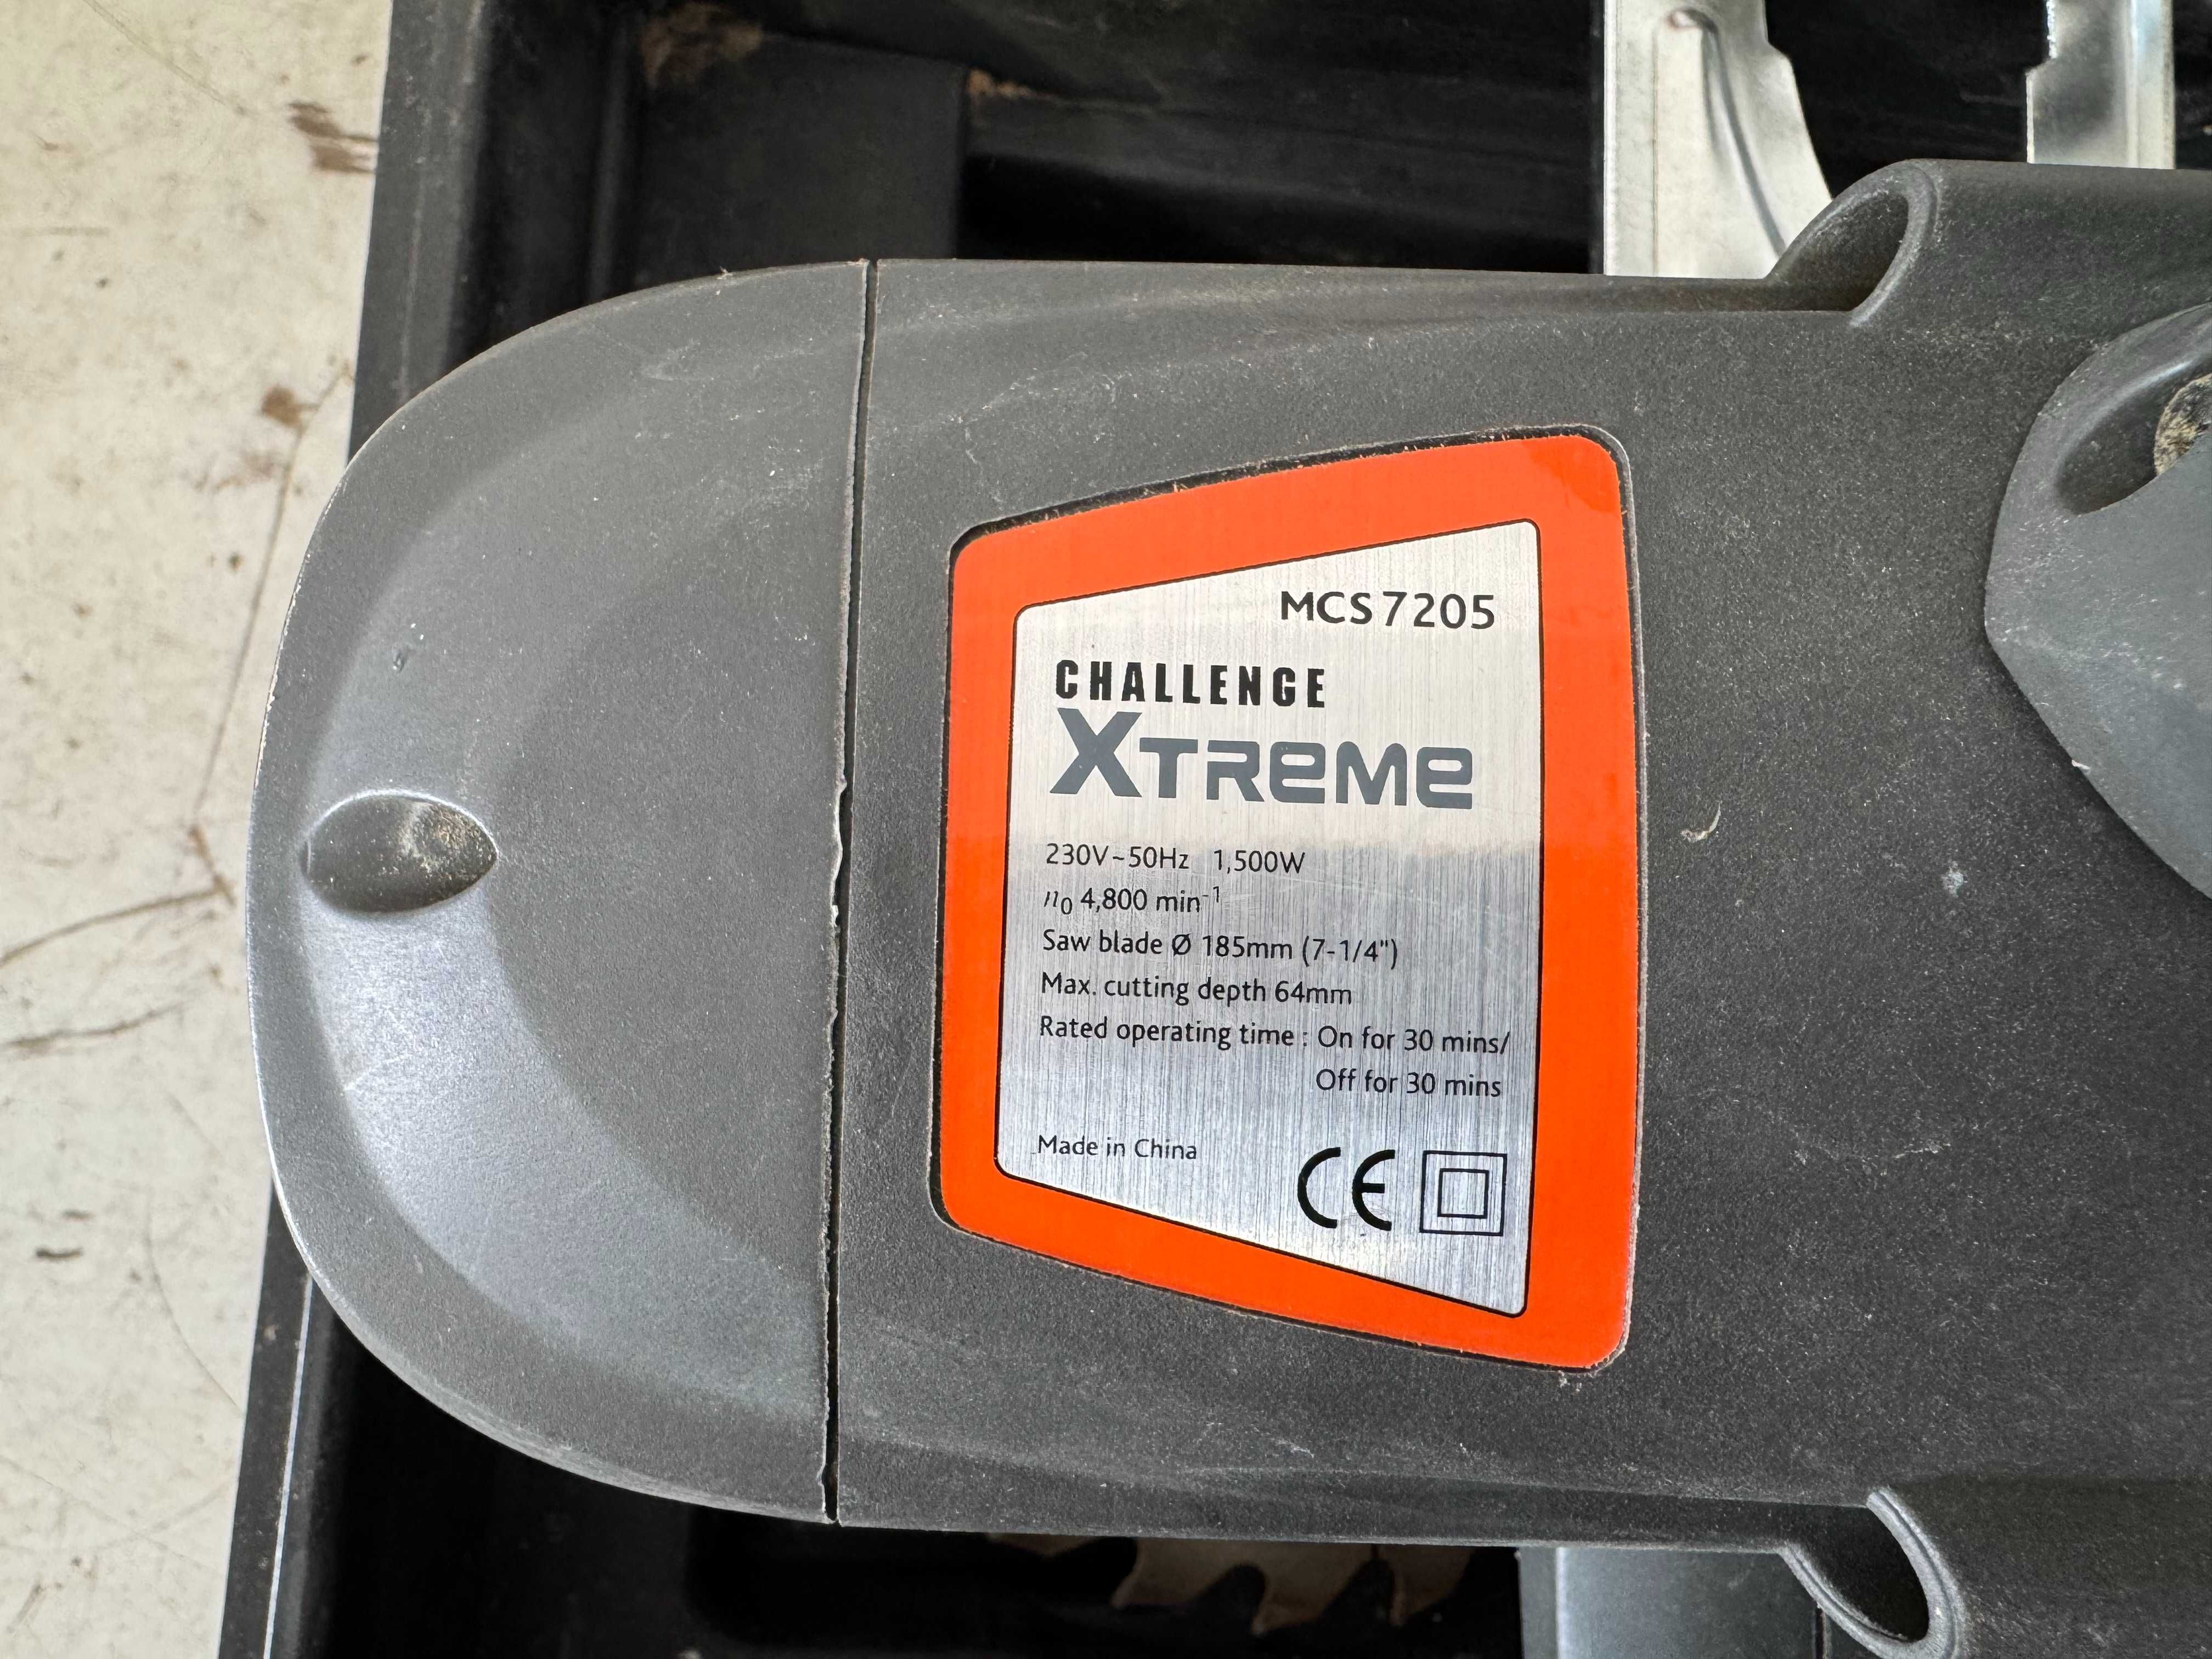 MCS7205
CHALLENGE
XTREME
230V~50Hz 1,500W
n₀ 4,800 min⁻¹
Saw blade Ø 185mm (7-1/4")
Max. cutting depth 64mm
Rated operating time : On for 30 mins/
Off for 30 mins
Made in China
CE